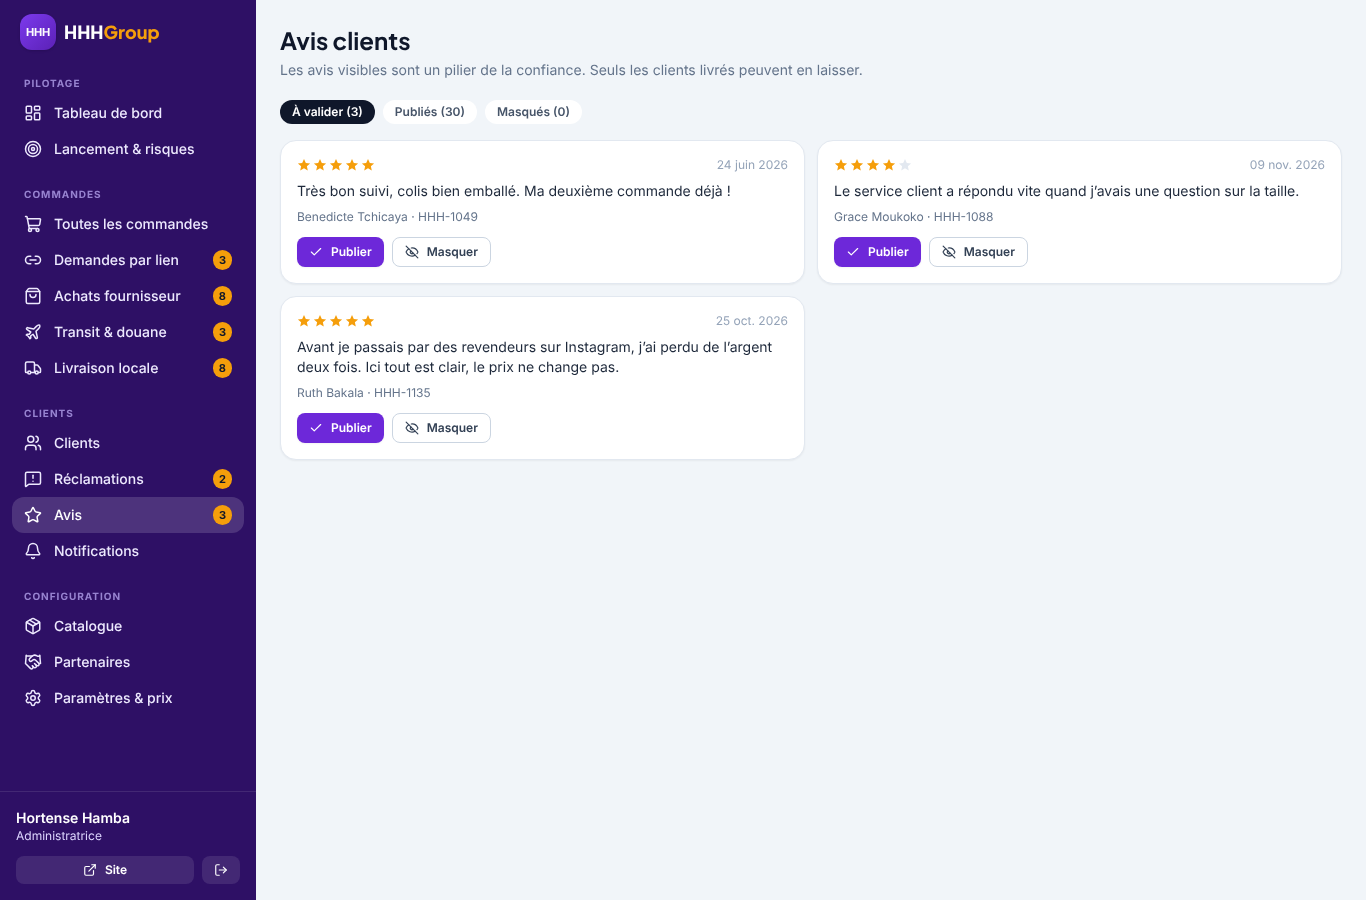 HHH HHHGroup
PILOTAGE
Tableau de bord
Lancement & risques
COMMANDES
Toutes les commandes
Demandes par lien 3
Achats fournisseur 8
Transit & douane 3
Livraison locale 8
CLIENTS
Clients
Réclamations 2
Avis 3
Notifications
CONFIGURATION
Catalogue
Partenaires
Paramètres & prix
Hortense Hamba
Administratrice
Site
Avis clients
Les avis visibles sont un pilier de la confiance. Seuls les clients livrés peuvent en laisser.
À valider (3) Publiés (30) Masqués (0)
24 juin 2026
Très bon suivi, colis bien emballé. Ma deuxième commande déjà !
Benedicte Tchicaya · HHH-1049
Publier Masquer
09 nov. 2026
Le service client a répondu vite quand j’avais une question sur la taille.
Grace Moukoko · HHH-1088
Publier Masquer
25 oct. 2026
Avant je passais par des revendeurs sur Instagram, j’ai perdu de l’argent
deux fois. Ici tout est clair, le prix ne change pas.
Ruth Bakala · HHH-1135
Publier Masquer